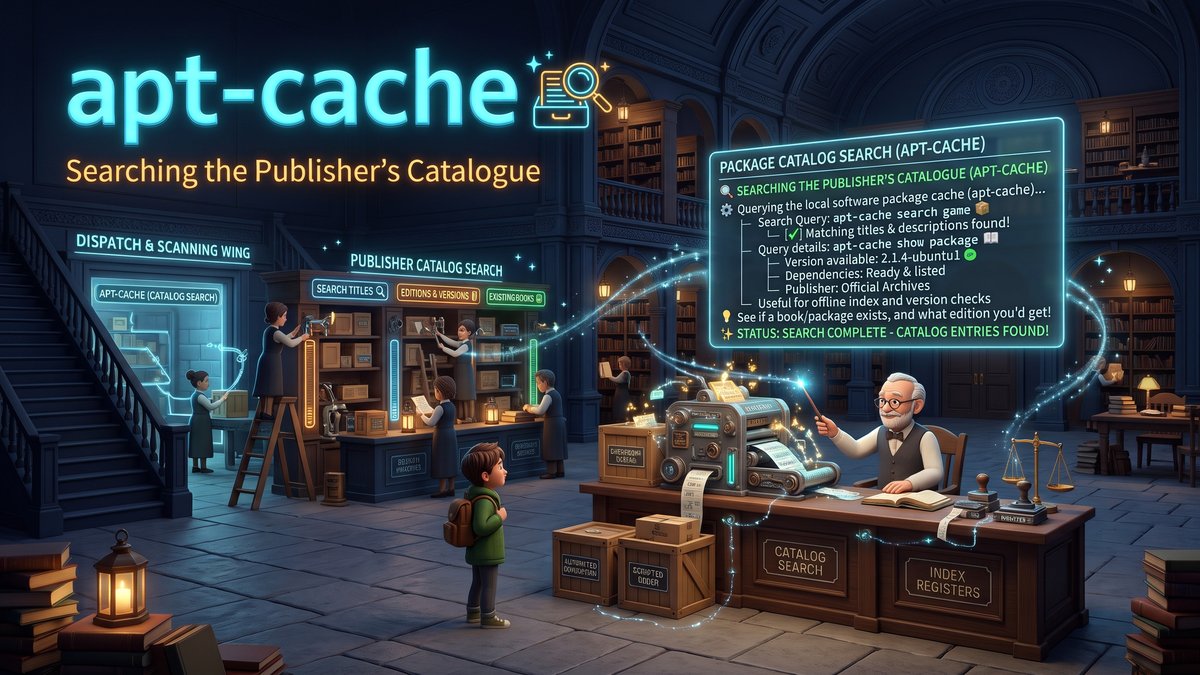 apt-cache
Searching the Publisher's Catalogue
DISPATCH & SCANNING WING
APT-CACHE (CATALOG SEARCH)
PUBLISHER CATALOG SEARCH
SEARCH TITLES
EDITIONS & VERSIONS
EXISTING BOOKS
PACKAGE CATALOG SEARCH (APT-CACHE)
SEARCHING THE PUBLISHER'S CATALOGUE (APT-CACHE)
Querying the local software package cache (apt-cache)...
Search Query: apt-cache search game
[✓] Matching titles & descriptions found!
Query details: apt-cache show package
Version available: 2.1.4-ubuntu1
Dependencies: Ready & listed
Publisher: Official Archives
Useful for offline index and version checks
See if a book/package exists, and what edition you'd get!
STATUS: SEARCH COMPLETE - CATALOG ENTRIES FOUND!
CATALOG
SEARCH
INDEX
REGISTERS